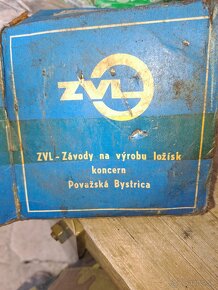 ZVL
ZVL - Závody na výrobu ložísk
koncern
Považská Bystrica